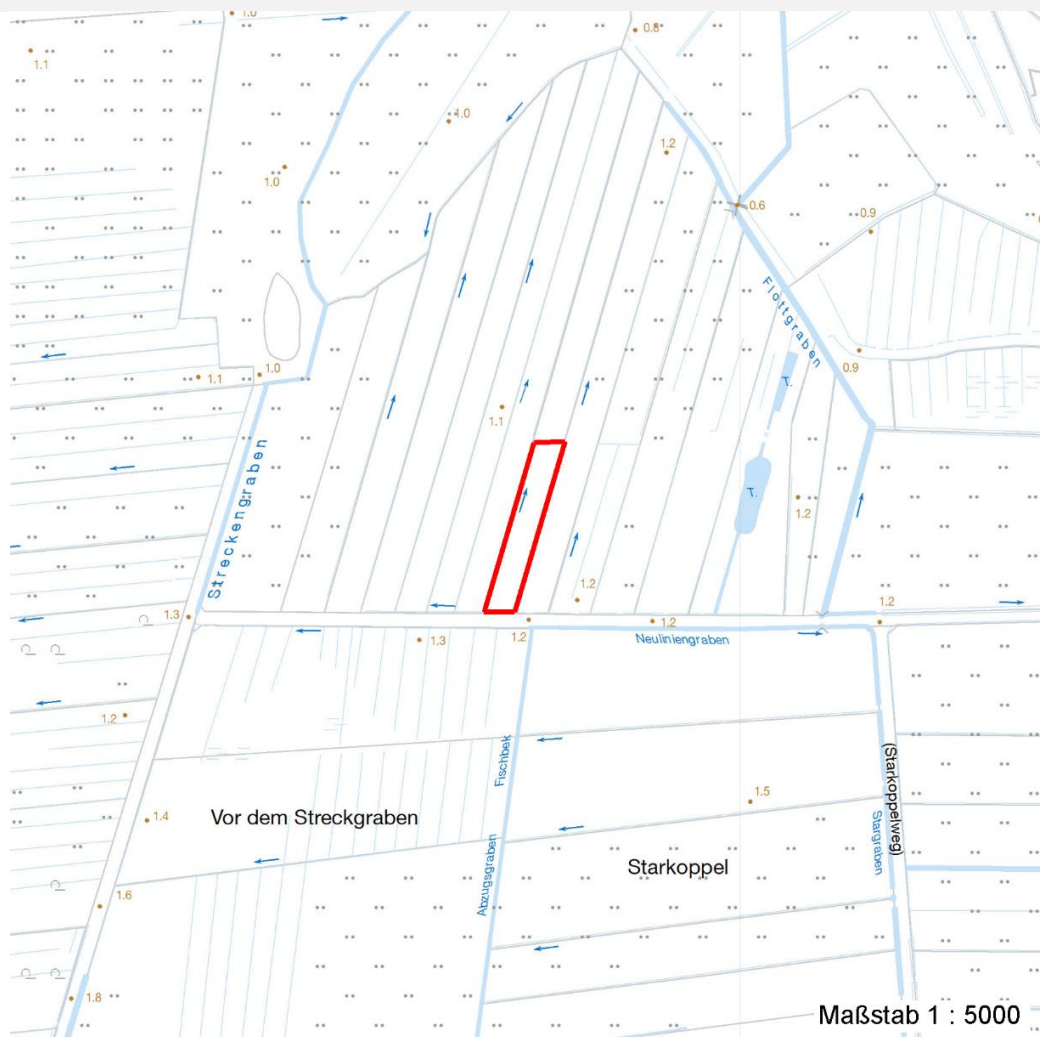 1.0
0.8
1.1
1.0
1.2
1.0
0.6
0.9
Flottgraben
1.1
1.0
0.9
T.
1.1
Streckengraben
T.
1.2
1.2
1.3
1.2
1.2
1.2
1.3
Neuliniengraben
1.2
(Starkoppelweg)
Fischbek
1.5
1.4
Vor dem Streckgraben
Stargraben
Starkoppel
Abzugsgraben
1.6
1.8
Maßstab 1 : 5000